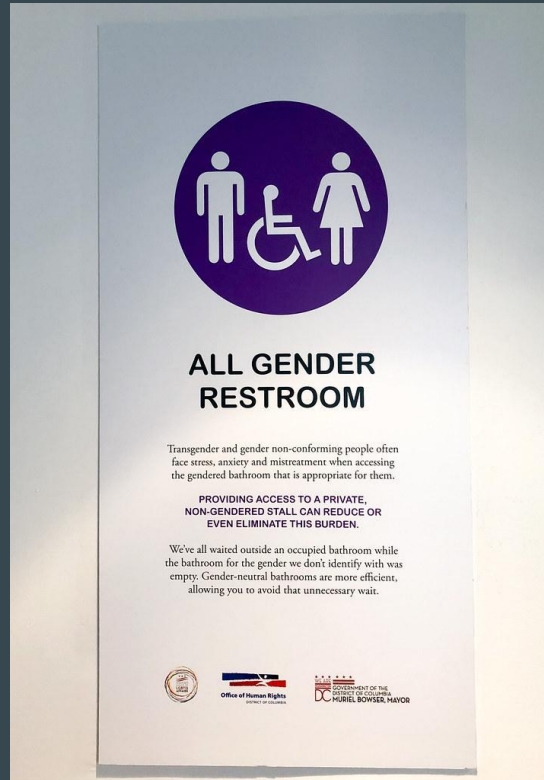 ALL GENDER
RESTROOM
Transgender and gender non-conforming people often
face stress, anxiety and mistreatment when accessing
the gendered bathroom that is appropriate for them.
PROVIDING ACCESS TO A PRIVATE,
NON-GENDERED STALL CAN REDUCE OR
EVEN ELIMINATE THIS BURDEN.
We've all waited outside an occupied bathroom while
the bathroom for the gender we don't identify with was
empty. Gender-neutral bathrooms are more efficient,
allowing you to avoid that unnecessary wait.
Office of Human Rights
DISTRICT OF COLUMBIA
WE ARE
DC
GOVERNMENT OF THE
DISTRICT OF COLUMBIA
MURIEL BOWSER, MAYOR